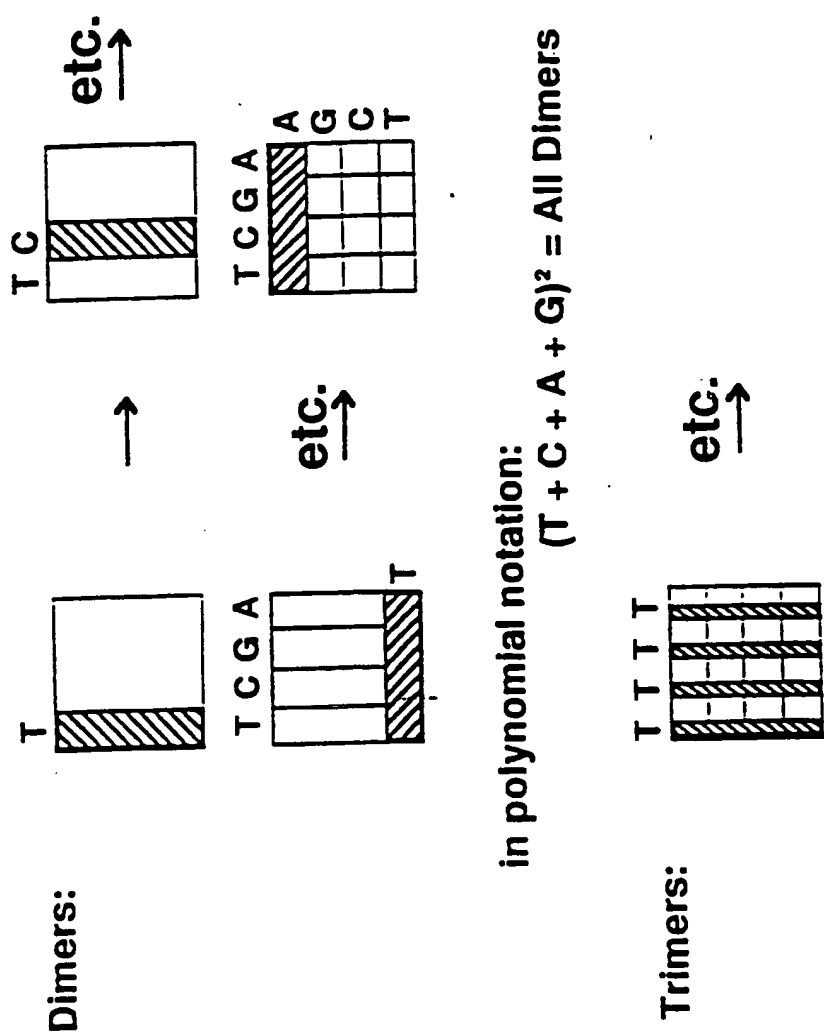 Dimers:
T
T C
etc.
T C G A
T
etc.
T C G A
A
G
C
T
in polynomial notation:
(T + C + A + G)² = All Dimers
Trimers:
T T T T
etc.